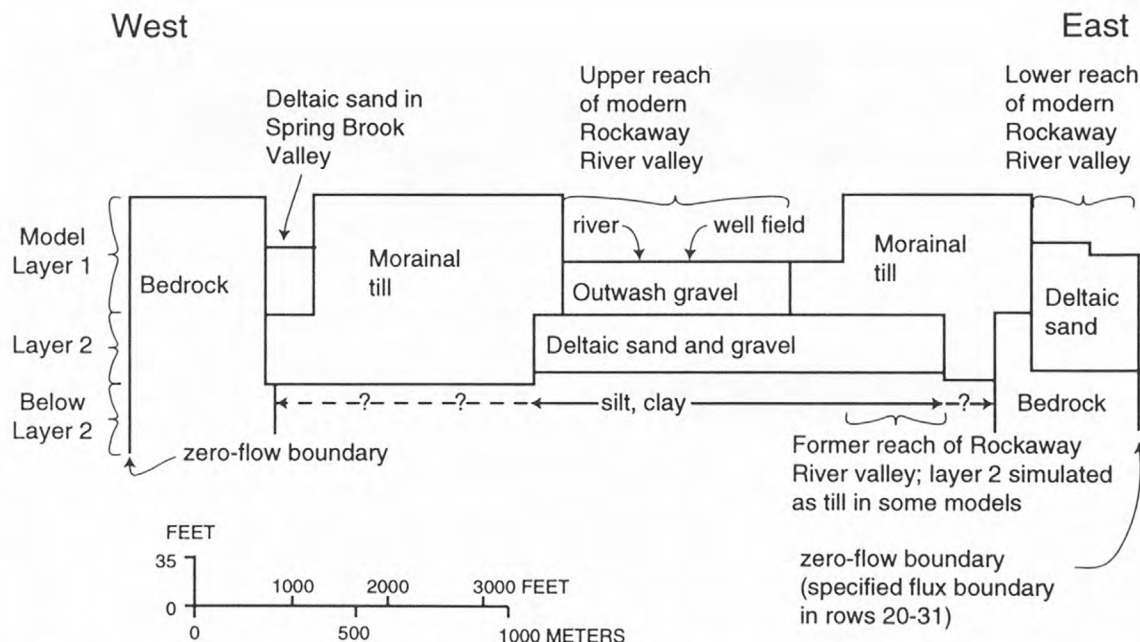 West
East
Deltaic sand in
Spring Brook
Valley
Upper reach
of modern
Rockaway
River valley
Lower reach
of modern
Rockaway
River valley
river
well field
Model
Layer 1
Bedrock
Morainal
till
Outwash gravel
Morainal
till
Deltaic
sand
Layer 2
Deltaic sand and gravel
Below
Layer 2
?
?
silt, clay
?
Bedrock
zero-flow boundary
Former reach of Rockaway
River valley; layer 2 simulated
as till in some models
zero-flow boundary
(specified flux boundary
in rows 20-31)
FEET
35
0
1000
2000
3000 FEET
0
500
1000 METERS